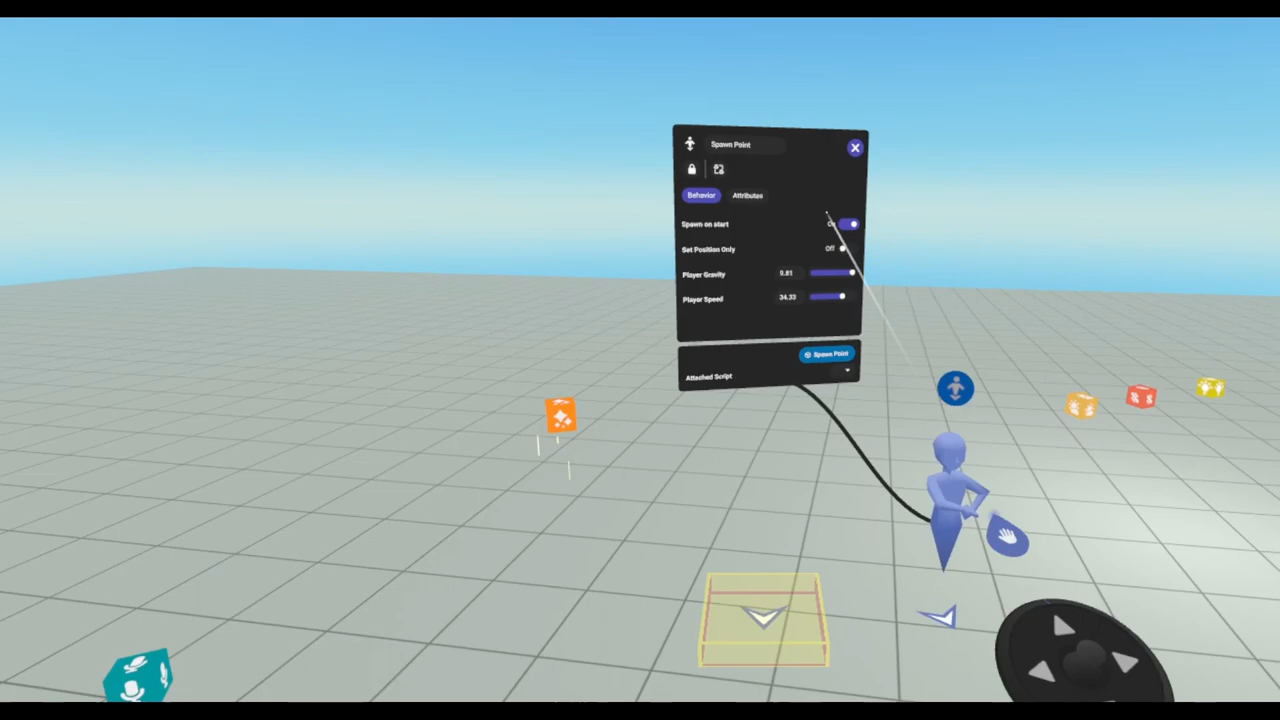 Spawn Point
Behavior Attributes
Spawn on start On
Set Position Only Off
Player Gravity 9.81
Player Speed 34.33
Spawn Point
Attached Script